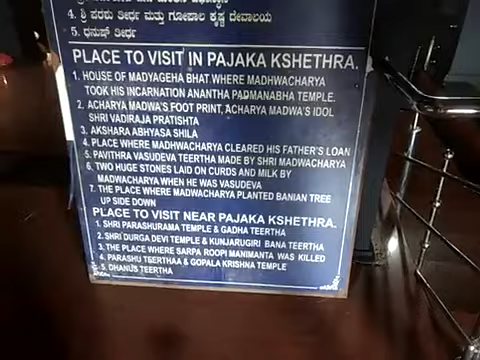 4. ಶ್ರೀ ಪರಶು ತೀರ್ಥ ಮತ್ತು ಗೋಪಾಲ ಕೃಷ್ಣ ದೇವಾಲಯ
5. ಧನುಷ್ ತೀರ್ಥ
PLACE TO VISIT IN PAJAKA KSHETHRA.
1. HOUSE OF MADYAGEHA BHAT WHERE MADHWACHARYA
TOOK HIS INCARNATION ANANTHA PADMANABHA TEMPLE.
2. ACHARYA MADWA'S FOOT PRINT, ACHARYA MADWA'S IDOL
SHRI VADIRAJA PRATISHTA
3. AKSHARA ABHYASA SHILA
4. PLACE WHERE MADHWACHARYA CLEARED HIS FATHER'S LOAN
5. PAVITHRA VASUDEVA TEERTHA MADE BY SHRI MADWACHARYA
6. TWO HUGE STONES LAID ON CURDS AND MILK BY
MADWACHARYA WHEN HE WAS VASUDEVA
7. THE PLACE WHERE MADWACHARYA PLANTED BANIAN TREE
UP SIDE DOWN
PLACE TO VISIT NEAR PAJAKA KSHETHRA.
1. SHRI PARASHURAMA TEMPLE & GADHA TEERTHA
2. SHRI DURGA DEVI TEMPLE & KUNJARUGIRI BANA TEERTHA
3. THE PLACE WHERE SARPA ROOPI MANIMANTA WAS KILLED
4. PARASHU TEERTHAA & GOPALA KRISHNA TEMPLE
5. DHANUS TEERTHA